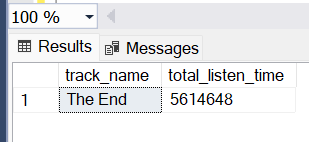 100 %
Results Messages
track_name total_listen_time
1 The End 5614648